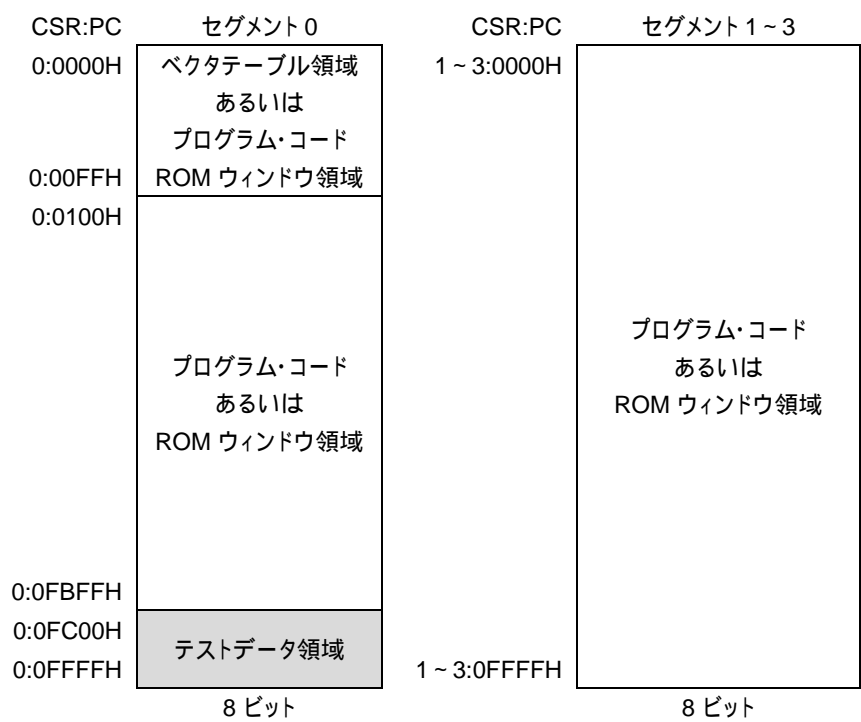 CSR:PC セグメント 0
0:0000H ベクタテーブル領域
あるいは
プログラム・コード
0:00FFH ROM ウィンドウ領域
0:0100H
プログラム・コード
あるいは
ROM ウィンドウ領域
0:0FBFFH
0:0FC00H
テストデータ領域
0:0FFFFH
8 ビット
CSR:PC セグメント 1 ~ 3
1 ~ 3:0000H
プログラム・コード
あるいは
ROM ウィンドウ領域
1 ~ 3:0FFFFH
8 ビット